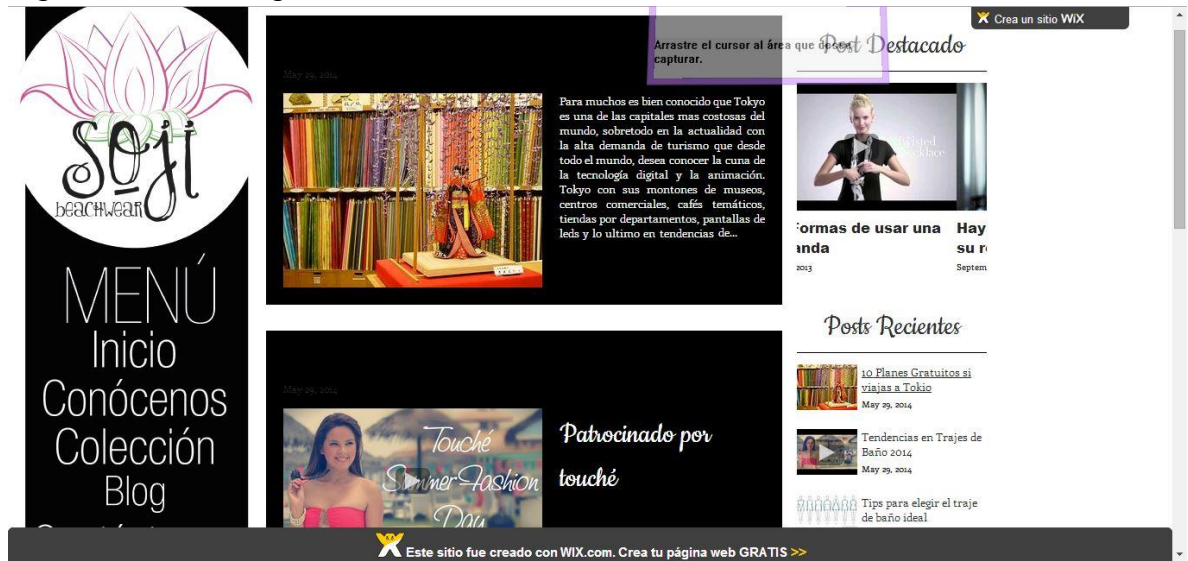 Crea un sitio WiX
Arrastre el cursor al área que desea
capturar.
SOJI
BEACHWEAR
MENÚ
Inicio
Conócenos
Colección
Blog
May 29, 2014
Para muchos es bien conocido que Tokyo
es una de las capitales mas costosas del
mundo, sobretodo en la actualidad con
la alta demanda de turismo que desde
todo el mundo, desea conocer la cuna de
la tecnología digital y la animación.
Tokyo con sus montones de museos,
centros comerciales, cafés temáticos,
tiendas por departamentos, pantallas de
leds y lo ultimo en tendencias de...
May 29, 2014
Touché
Summer Fashion
Day
Patrocinado por
touché
Post Destacado
Formas de usar una
anda
2013
Hay
su r
Septem
Posts Recientes
10 Planes Gratuitos si
viajas a Tokio
May 29, 2014
Tendencias en Trajes de
Baño 2014
May 29, 2014
Tips para elegir el traje
de baño ideal
Este sitio fue creado con WIX.com. Crea tu página web GRATIS >>